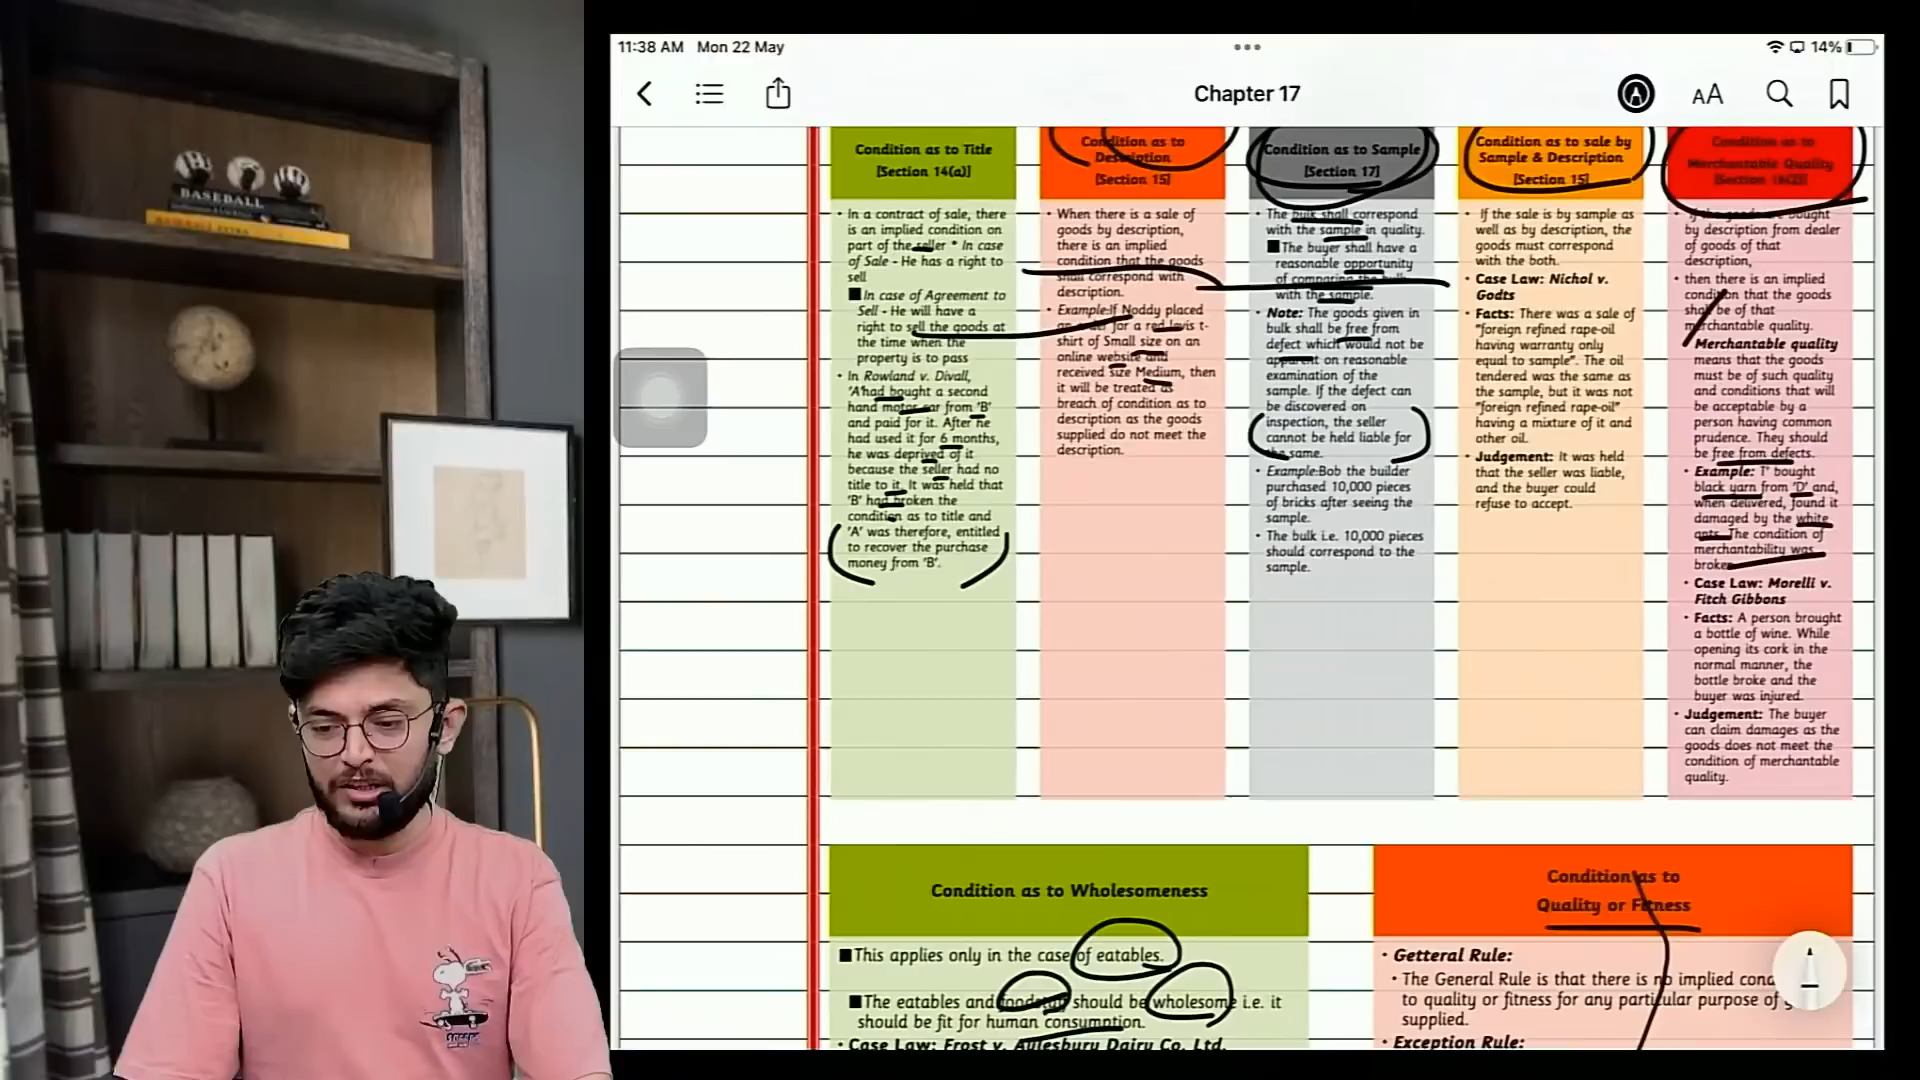 11:38 AM Mon 22 May
14%
Chapter 17
AA
BASEBALL
Condition as to Title
[Section 14(a)]
• In a contract of sale, there
is an implied condition on
part of the seller * In case
of Sale - He has a right to
sell
In case of Agreement to
Sell - He will have a
right to sell the goods at
the time when the
property is to pass
• In Rowland v. Divall,
'A'had bought a second
hand motor car from 'B'
and paid for it. After he
had used it for 6 months,
he was deprived of it
because the seller had no
title to it. It was held that
'B' had broken the
condition as to title and
'A' was therefore, entitled
to recover the purchase
money from 'B'.
Condition as to
Description
[Section 15]
• When there is a sale of
goods by description,
there is an implied
condition that the goods
shall correspond with
description.
• Example:If Noddy placed
an order for a red levis t-
shirt of Small size on an
online website and
received size Medium, then
it will be treated as
breach of condition as to
description as the goods
supplied do not meet the
description.
Condition as to Sample
[Section 17]
• The bulk shall correspond
with the sample in quality.
The buyer shall have a
reasonable opportunity
of comparing the bulk
with the sample.
• Note: The goods given in
bulk shall be free from
defect which would not be
apparent on reasonable
examination of the
sample. If the defect can
be discovered on
inspection, the seller
cannot be held liable for
the same.
• Example:Bob the builder
purchased 10,000 pieces
of bricks after seeing the
sample.
• The bulk i.e. 10,000 pieces
should correspond to the
sample.
Condition as to sale by
Sample & Description
[Section 15]
• If the sale is by sample as
well as by description, the
goods must correspond
with the both.
• Case Law: Nichol v.
Godts
• Facts: There was a sale of
"foreign refined rape-oil
having warranty only
equal to sample". The oil
tendered was the same as
the sample, but it was not
"foreign refined rape-oil"
having a mixture of it and
other oil.
• Judgement: It was held
that the seller was liable,
and the buyer could
refuse to accept.
Condition as to
Merchantable Quality
[Section 16(2)]
• If the goods are bought
by description from dealer
of goods of that
description,
• then there is an implied
condition that the goods
shall be of that
merchantable quality.
Merchantable quality
means that the goods
must be of such quality
and conditions that will
be acceptable by a
person having common
prudence. They should
be free from defects.
• Example: 'I' bought
black yarn from 'D' and,
when delivered, found it
damaged by the white
ants. The condition of
merchantability was
broken
• Case Law: Morelli v.
Fitch Gibbons
• Facts: A person brought
a bottle of wine. While
opening its cork in the
normal manner, the
bottle broke and the
buyer was injured.
• Judgement: The buyer
can claim damages as the
goods does not meet the
condition of merchantable
quality.
Condition as to Wholesomeness
This applies only in the case of eatables.
The eatables and foodstuff should be wholesome i.e. it
should be fit for human consumption.
• Case Law: Frost v. Aylesbury Dairy Co. Ltd.
Condition as to
Quality or Fitness
• Getteral Rule:
• The General Rule is that there is no implied
to quality or fitness for any particular purpose of
supplied.
• Exception Rule: